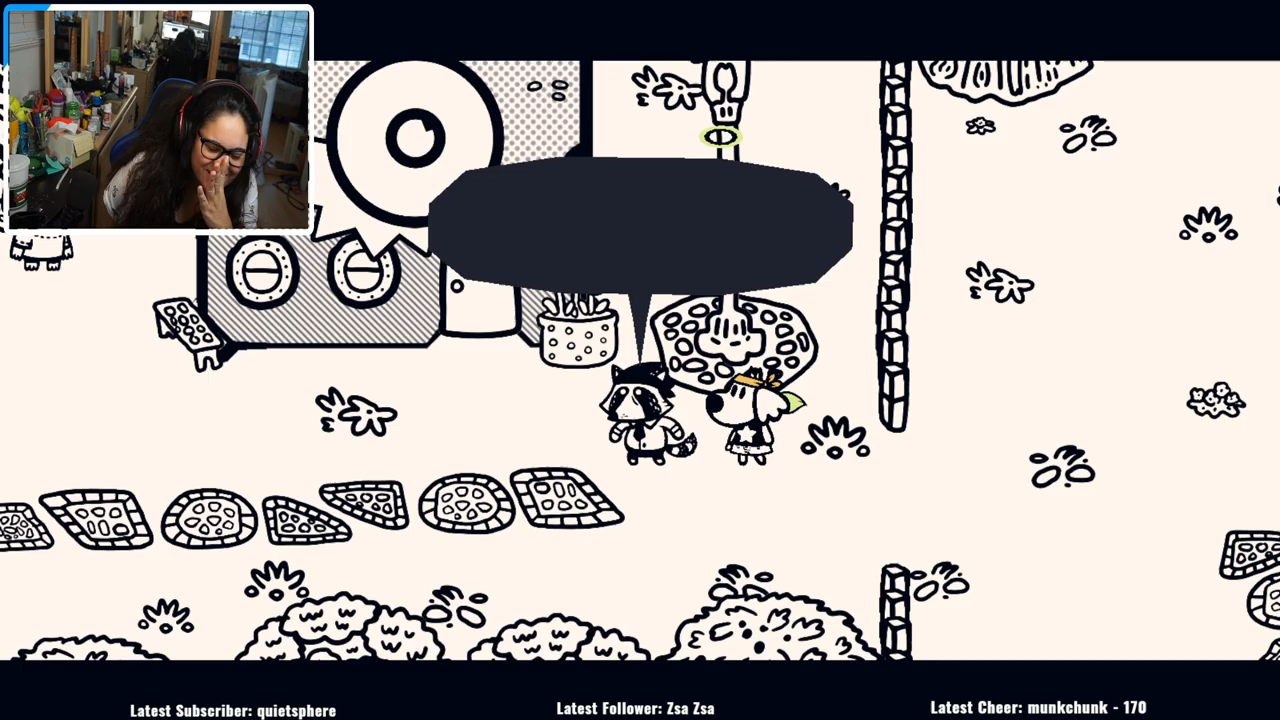 Latest Subscriber: quietsphere
Latest Follower: Zsa Zsa
Latest Cheer: munkchunk - 170